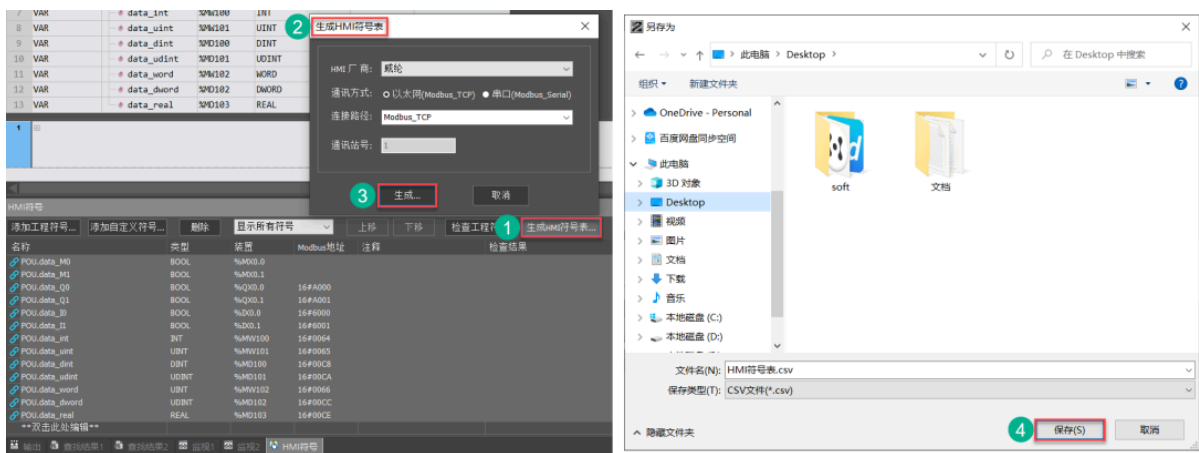 7 VAR data_int %MW100 INT
8 VAR data_uint %MW101 UINT
9 VAR data_dint %MD100 DINT
10 VAR data_udint %MD101 UDINT
11 VAR data_word %MW102 WORD
12 VAR data_dword %MD102 DWORD
13 VAR data_real %MD103 REAL
1
2 生成HMI符号表
HMI 厂 商: 威纶
通讯方式: 以太网(Modbus_TCP) 串口(Modbus_Serial)
连接路径: Modbus_TCP
通讯站号: 1
3 生成... 取消
HMI符号
添加工程符号... 添加自定义符号... 删除 显示所有符号 上移 下移 检查工程符 1 生成HMI符号表...
名称 类型 装置 Modbus地址 注释 检查结果
POU.data_M0 BOOL %MX0.0
POU.data_M1 BOOL %MX0.1
POU.data_Q0 BOOL %QX0.0 16#A000
POU.data_Q1 BOOL %QX0.1 16#A001
POU.data_I0 BOOL %IX0.0 16#6000
POU.data_I1 BOOL %IX0.1 16#6001
POU.data_int INT %MW100 16#0064
POU.data_uint UINT %MW101 16#0065
POU.data_dint DINT %MD100 16#00C8
POU.data_udint UDINT %MD101 16#00CA
POU.data_word UINT %MW102 16#0066
POU.data_dword UDINT %MD102 16#00CC
POU.data_real REAL %MD103 16#00CE
**双击此处编辑**
输出 查找结果1 查找结果2 监视1 监视2 HMI符号
另存为
此电脑 > Desktop > 在 Desktop 中搜索
组织 新建文件夹
OneDrive - Personal
百度网盘同步空间
此电脑
3D 对象
Desktop
视频
图片
文档
下载
音乐
本地磁盘 (C:)
本地磁盘 (D:)
soft 文档
文件名(N): HMI符号表.csv
保存类型(T): CSV文件(*.csv)
隐藏文件夹 4 保存(S) 取消